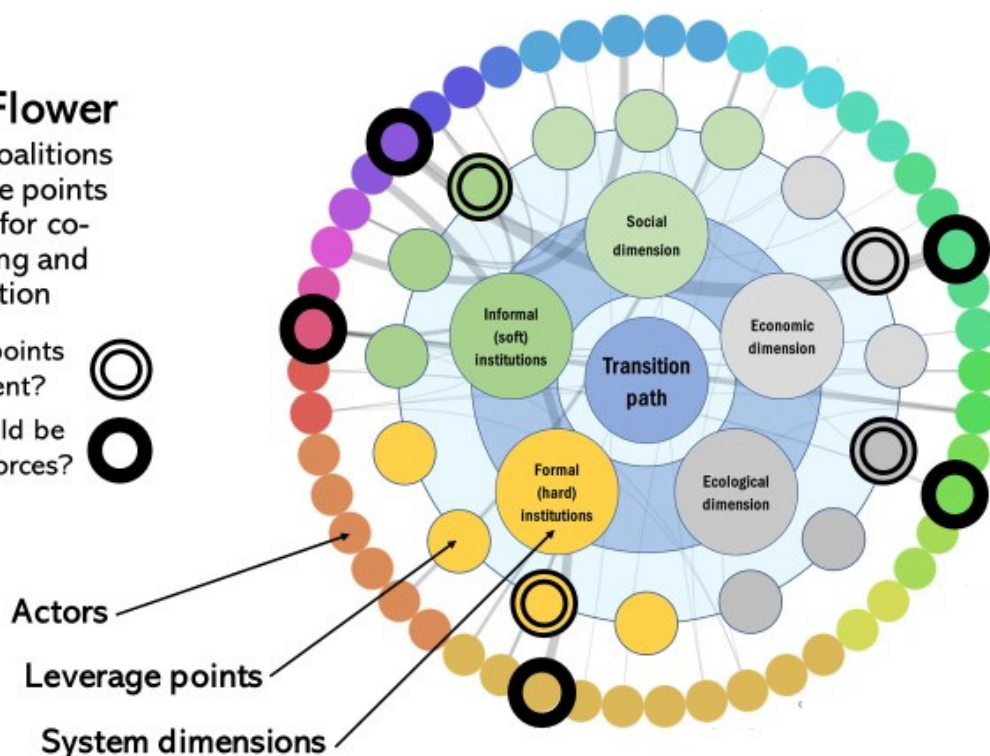 Flower
oalitions
e points
for co-
ng and
tion
points
ent?
ld be
orces?
Social
dimension
Informal
(soft)
institutions
Economic
dimension
Transition
path
Formal
(hard)
institutions
Ecological
dimension
Actors
Leverage points
System dimensions